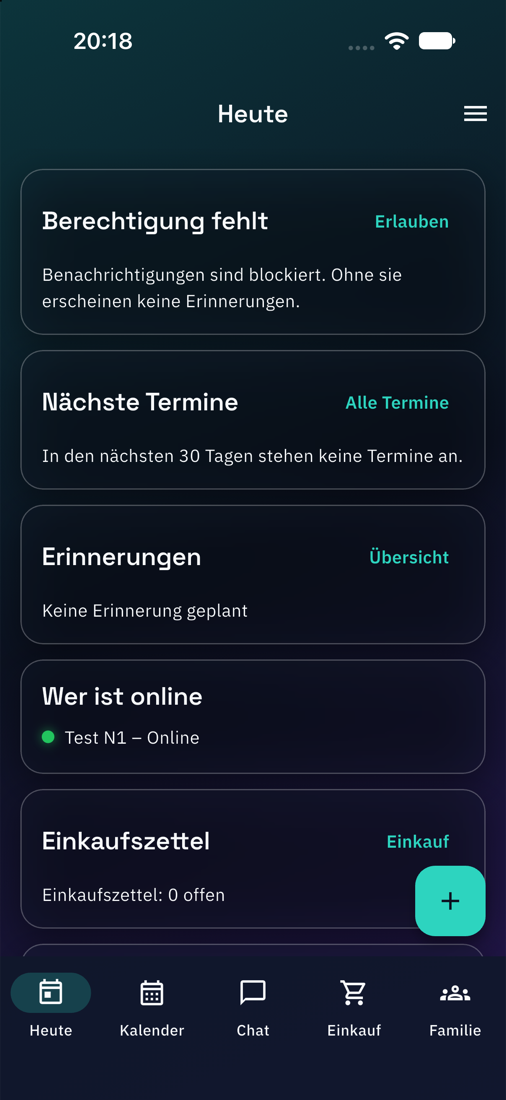 20:18
Heute
Berechtigung fehlt
Erlauben
Benachrichtigungen sind blockiert. Ohne sie
erscheinen keine Erinnerungen.
Nächste Termine
Alle Termine
In den nächsten 30 Tagen stehen keine Termine an.
Erinnerungen
Übersicht
Keine Erinnerung geplant
Wer ist online
Test N1 – Online
Einkaufszettel
Einkauf
Einkaufszettel: 0 offen
+
Heute
Kalender
Chat
Einkauf
Familie